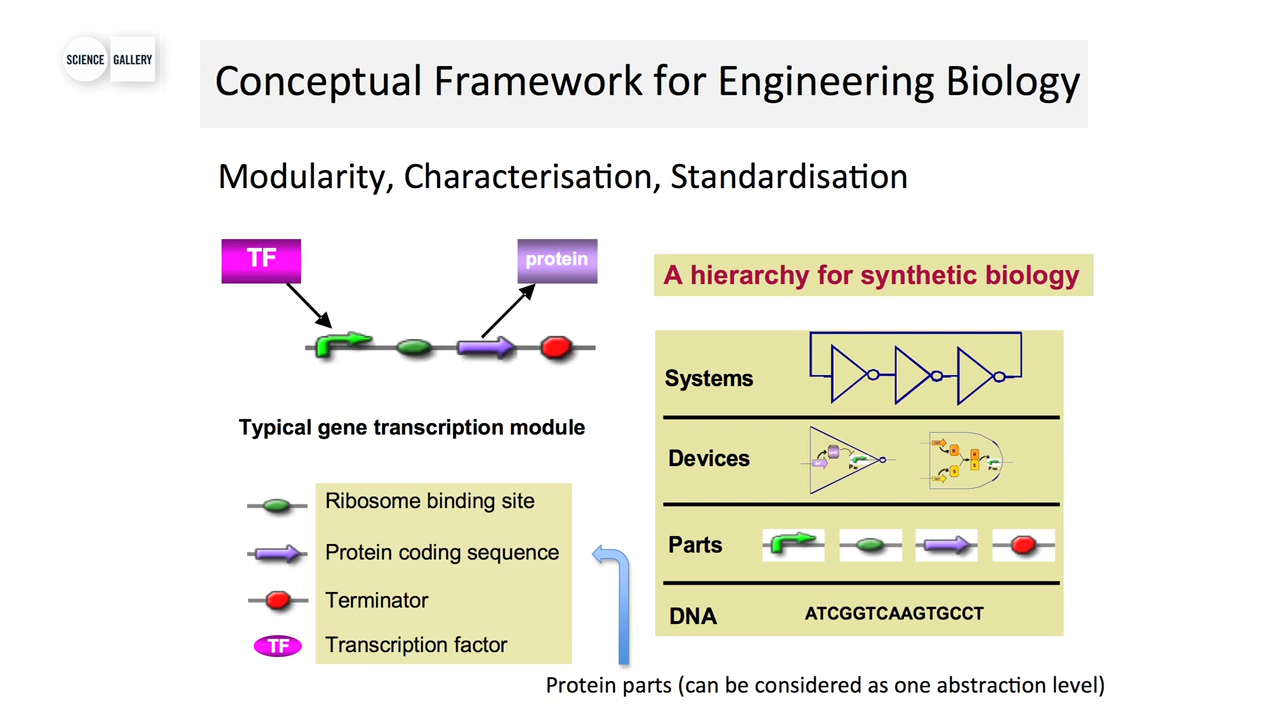 SCIENCE GALLERY
Conceptual Framework for Engineering Biology
Modularity, Characterisation, Standardisation
TF
protein
Typical gene transcription module
Ribosome binding site
Protein coding sequence
Terminator
TF Transcription factor
A hierarchy for synthetic biology
Systems
Devices
Parts
DNA ATCGGTCAAGTGCCT
Protein parts (can be considered as one abstraction level)